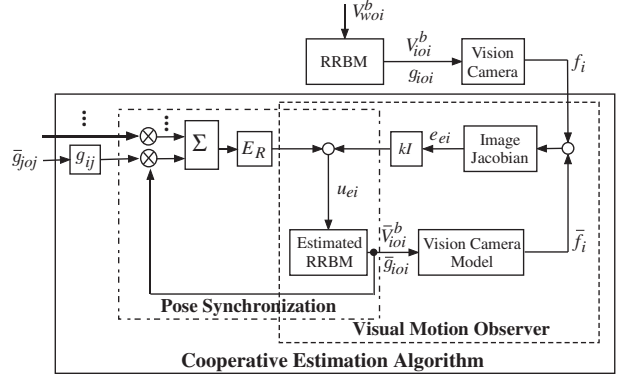 V^b_{woi}
RRBM
V^b_{ioi}
g_{ioi}
Vision
Camera
f_i
ḡ_{joj}
g_{ij}
⋮
⋮
Σ
E_R
kI
e_{ei}
Image
Jacobian
u_{ei}
Estimated
RRBM
V̄^b_{ioi}
ḡ_{ioi}
Vision Camera
Model
f̄_i
Pose Synchronization
Visual Motion Observer
Cooperative Estimation Algorithm